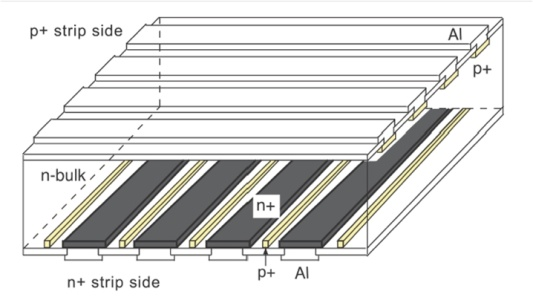 p+ strip side
Al
p+
n-bulk
n+
p+
Al
n+ strip side